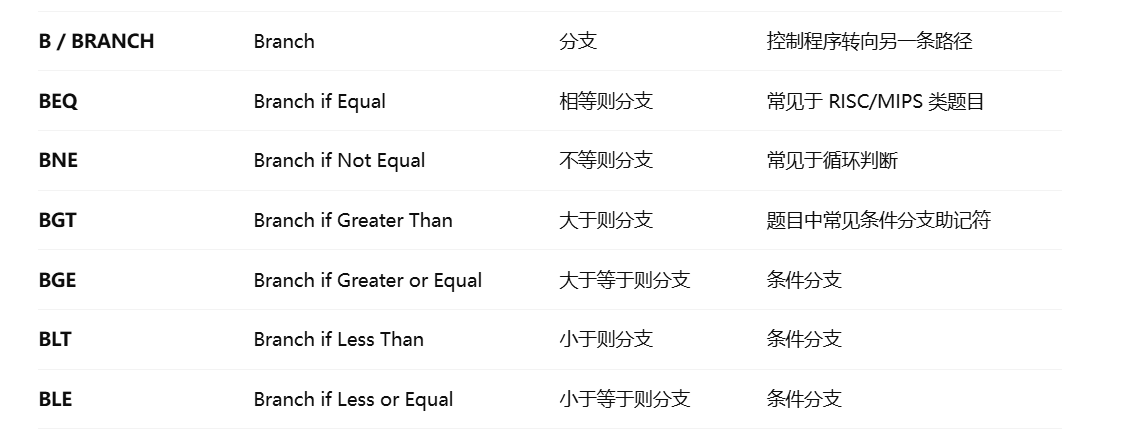 B / BRANCH Branch 分支 控制程序转向另一条路径
BEQ Branch if Equal 相等则分支 常见于 RISC/MIPS 类题目
BNE Branch if Not Equal 不等则分支 常见于循环判断
BGT Branch if Greater Than 大于则分支 题目中常见条件分支助记符
BGE Branch if Greater or Equal 大于等于则分支 条件分支
BLT Branch if Less Than 小于则分支 条件分支
BLE Branch if Less or Equal 小于等于则分支 条件分支